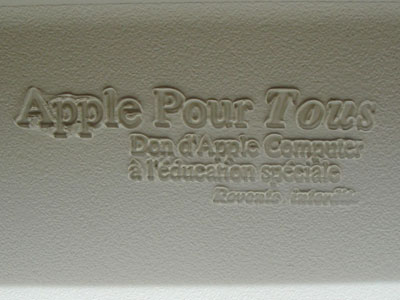 Apple Pour Tous
Don d'Apple Computer
à l'éducation spéciale
Revente interdite